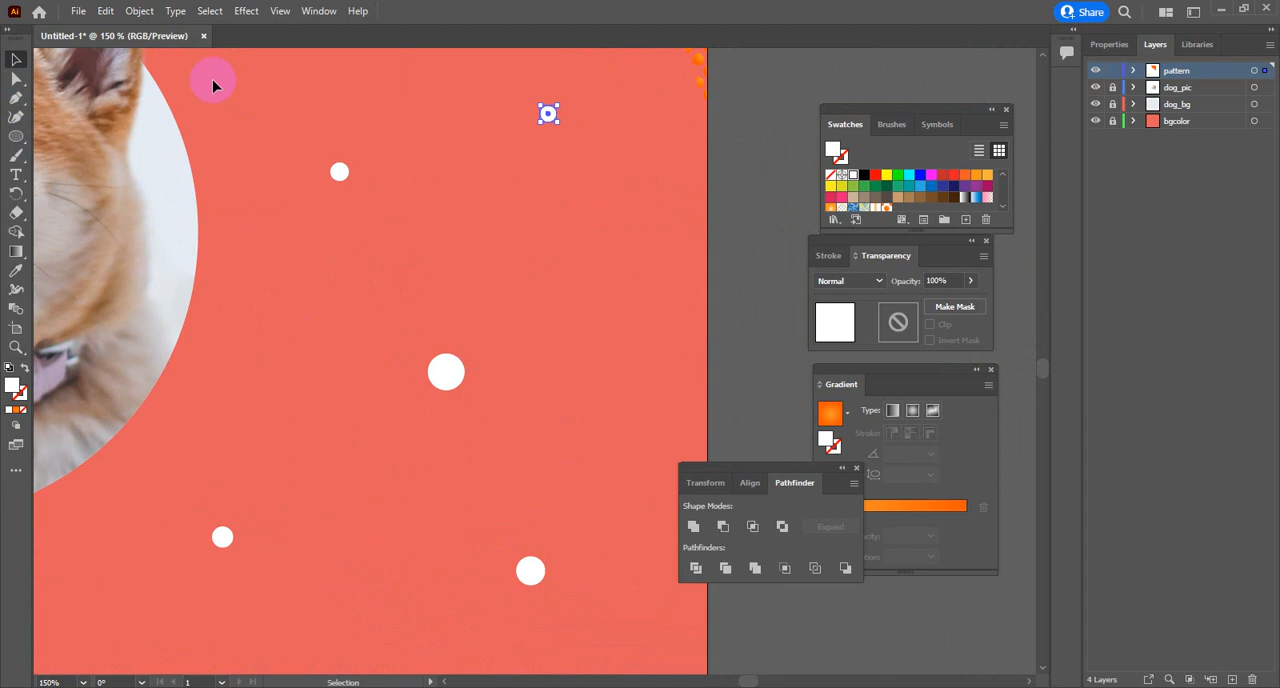 Ai File Edit Object Type Select Effect View Window Help Share
Untitled-1* @ 150 % (RGB/Preview) ×
Properties Layers Libraries
pattern
dog_pic
dog_bg
bgcolor
Swatches Brushes Symbols
Stroke Transparency
Normal Opacity: 100%
Make Mask
Clip
Invert Mask
Gradient
Type:
Stroke:
Transform Align Pathfinder
Shape Modes:
Expand
Pathfinders:
150% 0° 1 Selection
4 Layers